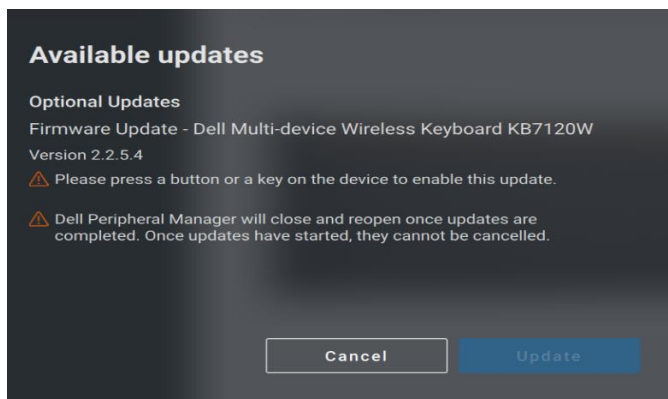 Available updates
Optional Updates
Firmware Update - Dell Multi-device Wireless Keyboard KB7120W
Version 2.2.5.4
Please press a button or a key on the device to enable this update.
Dell Peripheral Manager will close and reopen once updates are
completed. Once updates have started, they cannot be cancelled.
Cancel
Update